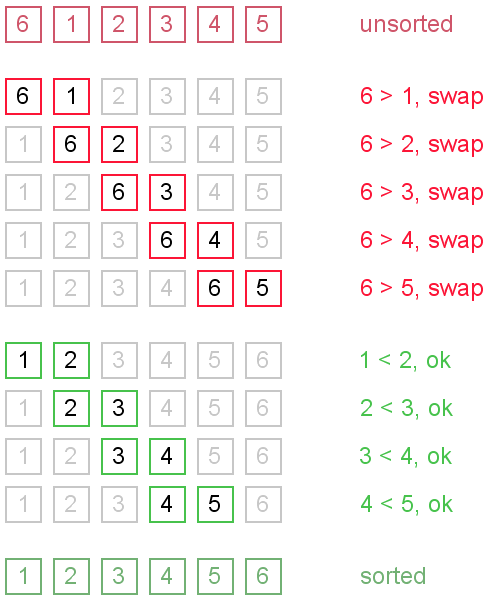 6 1 2 3 4 5 unsorted
6 1 2 3 4 5 6 > 1, swap
1 6 2 3 4 5 6 > 2, swap
1 2 6 3 4 5 6 > 3, swap
1 2 3 6 4 5 6 > 4, swap
1 2 3 4 6 5 6 > 5, swap
1 2 3 4 5 6 1 < 2, ok
1 2 3 4 5 6 2 < 3, ok
1 2 3 4 5 6 3 < 4, ok
1 2 3 4 5 6 4 < 5, ok
1 2 3 4 5 6 sorted